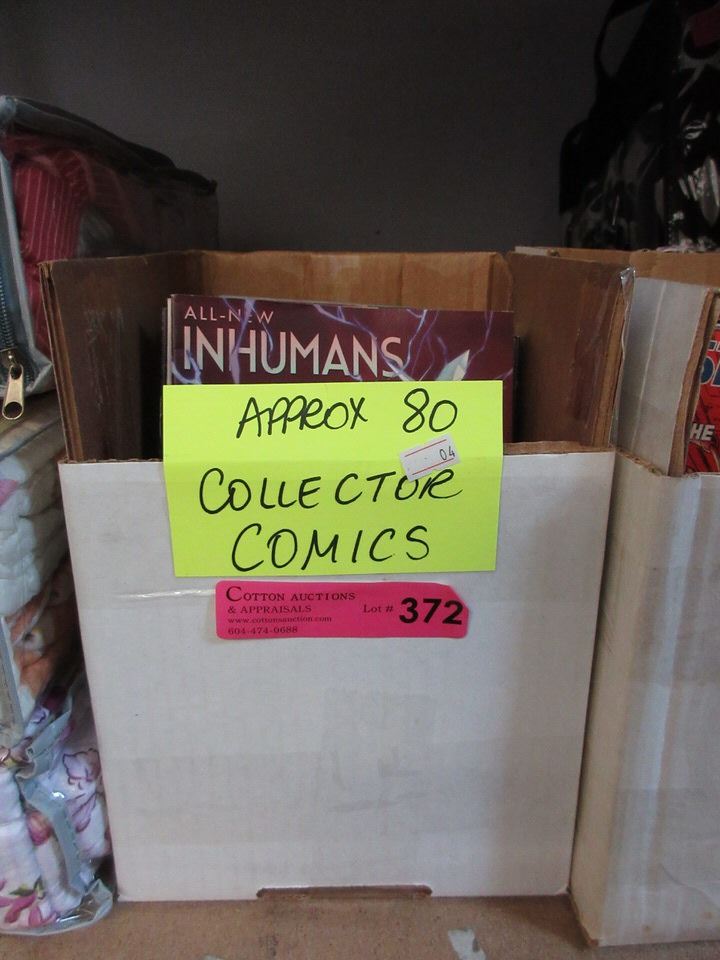 ALL-NEW
INHUMANS
APPROX 80
04
COLLECTOR
COMICS
COTTON AUCTIONS
& APPRAISALS
www.cottonsauction.com
604-474-0688
Lot # 372
HE